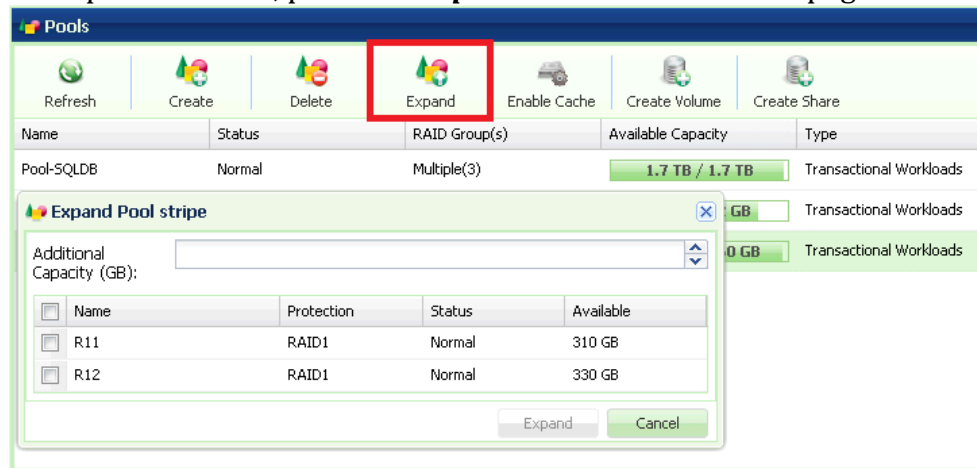 Pools
Refresh Create Delete Expand Enable Cache Create Volume Create Share
Name Status RAID Group(s) Available Capacity Type
Pool-SQLDB Normal Multiple(3) 1.7 TB / 1.7 TB Transactional Workloads
Expand Pool stripe GB Transactional Workloads
Additional 0 GB Transactional Workloads
Capacity (GB):
Name Protection Status Available
R11 RAID1 Normal 310 GB
R12 RAID1 Normal 330 GB
Expand Cancel